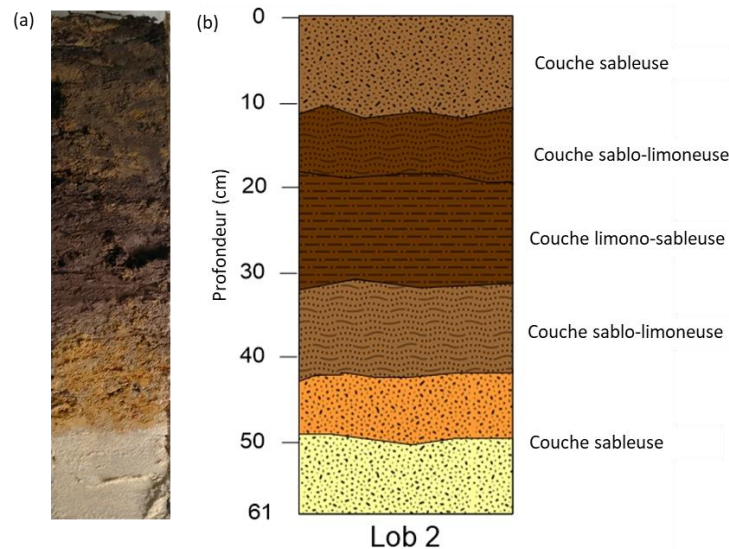 (a)
(b)
Profondeur (cm)
0
Couche sableuse
10
Couche sablo-limoneuse
20
Couche limono-sableuse
30
Couche sablo-limoneuse
40
50
Couche sableuse
61
Lob 2